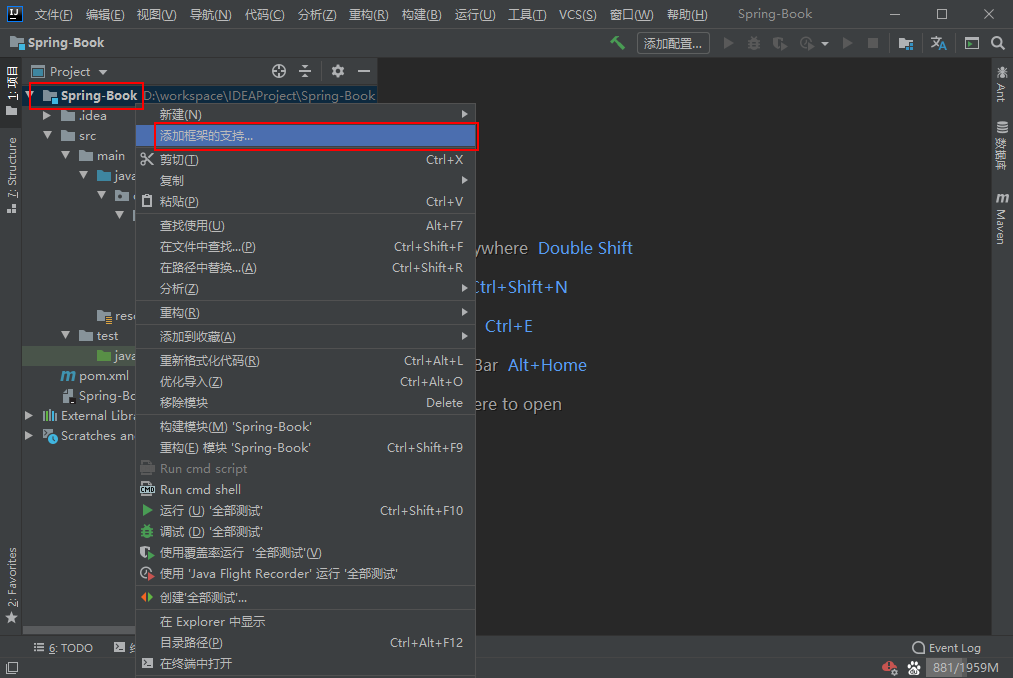 文件(F) 编辑(E) 视图(V) 导航(N) 代码(C) 分析(Z) 重构(R) 构建(B) 运行(U) 工具(T) VCS(S) 窗口(W) 帮助(H) Spring-Book
Spring-Book 添加配置...
1: 项目
7: Structure
2: Favorites
Project
Spring-Book D:\workspace\IDEAProject\Spring-Book
.idea
src
main
java
test
java
pom.xml
Spring-Bo
External Libra
Scratches an
新建(N)
添加框架的支持...
剪切(T) Ctrl+X
复制
粘贴(P) Ctrl+V
查找使用(U) Alt+F7
在文件中查找...(P) Ctrl+Shift+F
在路径中替换...(A) Ctrl+Shift+R
分析(Z)
重构(R)
添加到收藏(A)
重新格式化代码(R) Ctrl+Alt+L
优化导入(Z) Ctrl+Alt+O
移除模块 Delete
构建模块(M) 'Spring-Book'
重构(E) 模块 'Spring-Book' Ctrl+Shift+F9
Run cmd script
Run cmd shell
运行 (U) '全部测试' Ctrl+Shift+F10
调试 (D) '全部测试'
使用覆盖率运行 '全部测试'(V)
使用 'Java Flight Recorder' 运行 '全部测试'
创建'全部测试'...
在 Explorer 中显示
目录路径(P) Ctrl+Alt+F12
在终端中打开
ywhere Double Shift
Ctrl+Shift+N
Ctrl+E
Bar Alt+Home
ere to open
Ant
数据库
Maven
6: TODO
Event Log
881/1959M